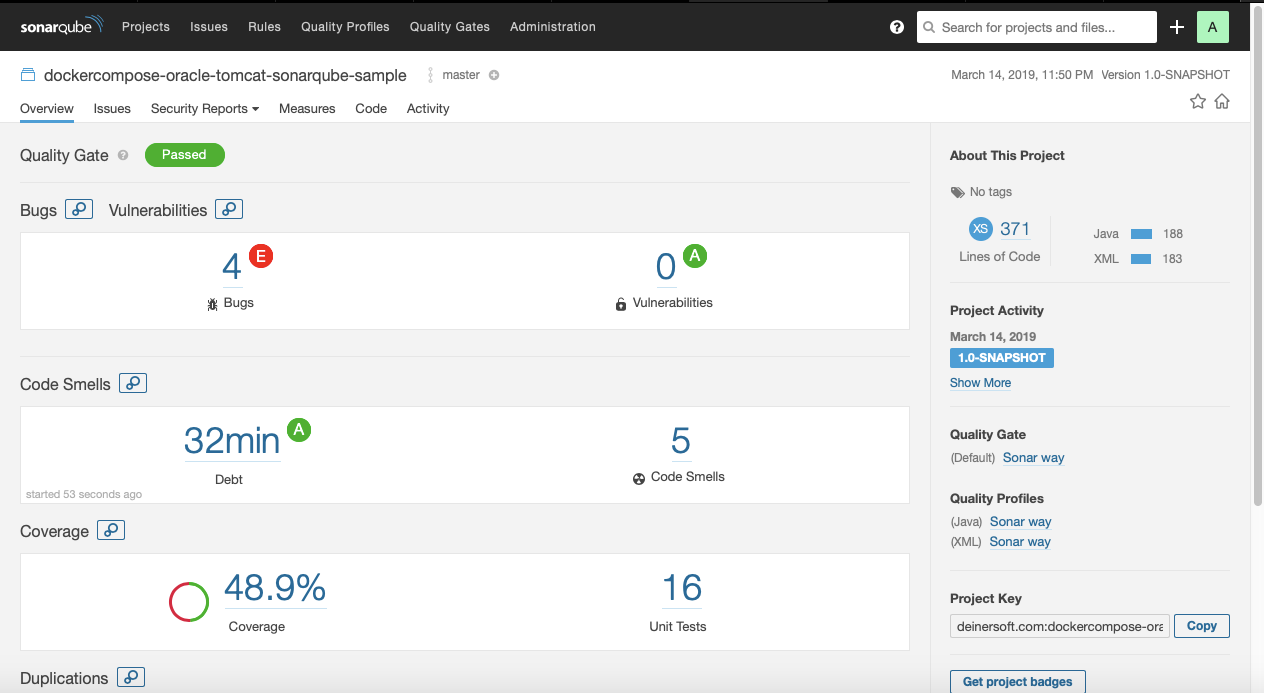 sonarqube Projects Issues Rules Quality Profiles Quality Gates Administration ? Search for projects and files... A
dockercompose-oracle-tomcat-sonarqube-sample master March 14, 2019, 11:50 PM Version 1.0-SNAPSHOT
Overview Issues Security Reports Measures Code Activity
Quality Gate ? Passed
Bugs Vulnerabilities
4 E 0 A
Bugs Vulnerabilities
Code Smells
32min A 5
Debt Code Smells
started 53 seconds ago
Coverage
48.9% 16
Coverage Unit Tests
Duplications
About This Project
No tags
XS 371
Lines of Code
Java 188
XML 183
Project Activity
March 14, 2019
1.0-SNAPSHOT
Show More
Quality Gate
(Default) Sonar way
Quality Profiles
(Java) Sonar way
(XML) Sonar way
Project Key
deinersoft.com:dockercompose-ora Copy
Get project badges